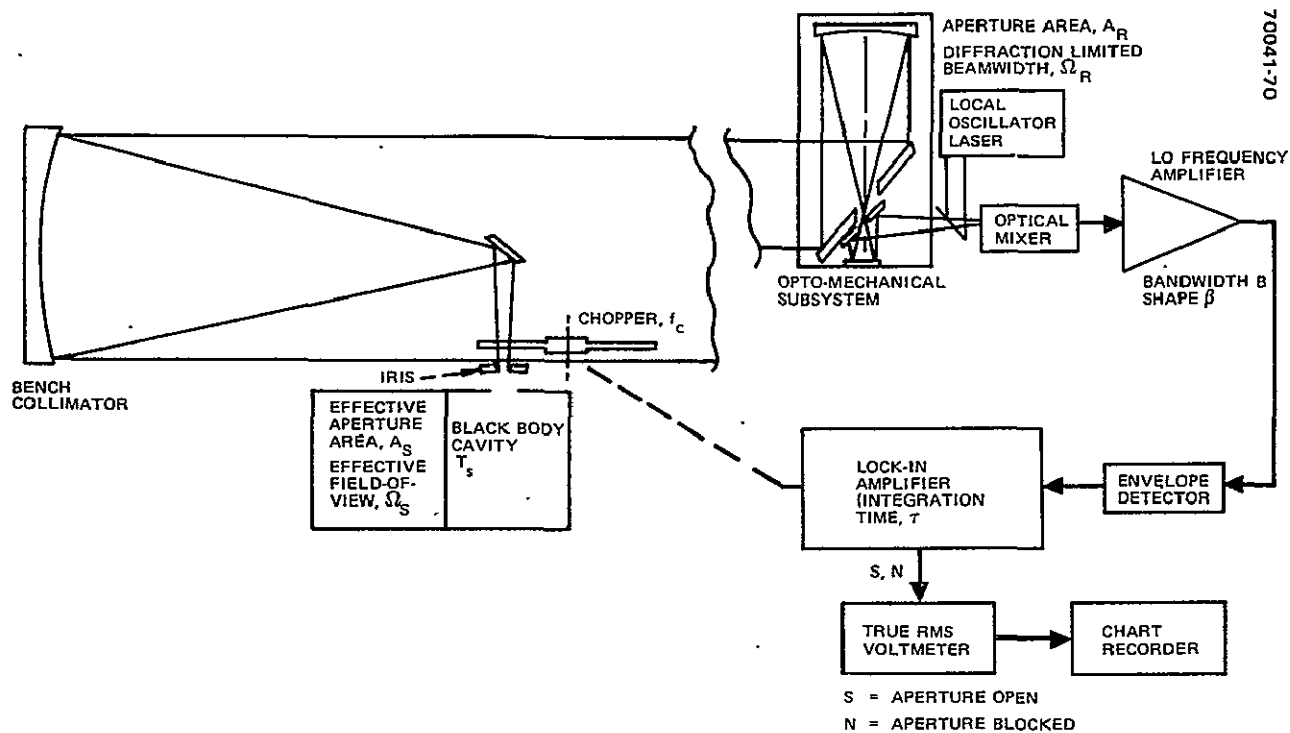 70041-70
APERTURE AREA, A_R
DIFFRACTION LIMITED
BEAMWIDTH, Ω_R
LOCAL
OSCILLATOR
LASER
LO FREQUENCY
AMPLIFIER
OPTICAL
MIXER
BANDWIDTH B
SHAPE β
OPTO-MECHANICAL
SUBSYSTEM
CHOPPER, f_c
IRIS
BENCH
COLLIMATOR
EFFECTIVE
APERTURE
AREA, A_S
EFFECTIVE
FIELD-OF-
VIEW, Ω_S
BLACK BODY
CAVITY
T_s
LOCK-IN
AMPLIFIER
(INTEGRATION
TIME, τ
ENVELOPE
DETECTOR
S, N
TRUE RMS
VOLTMETER
CHART
RECORDER
S = APERTURE OPEN
N = APERTURE BLOCKED